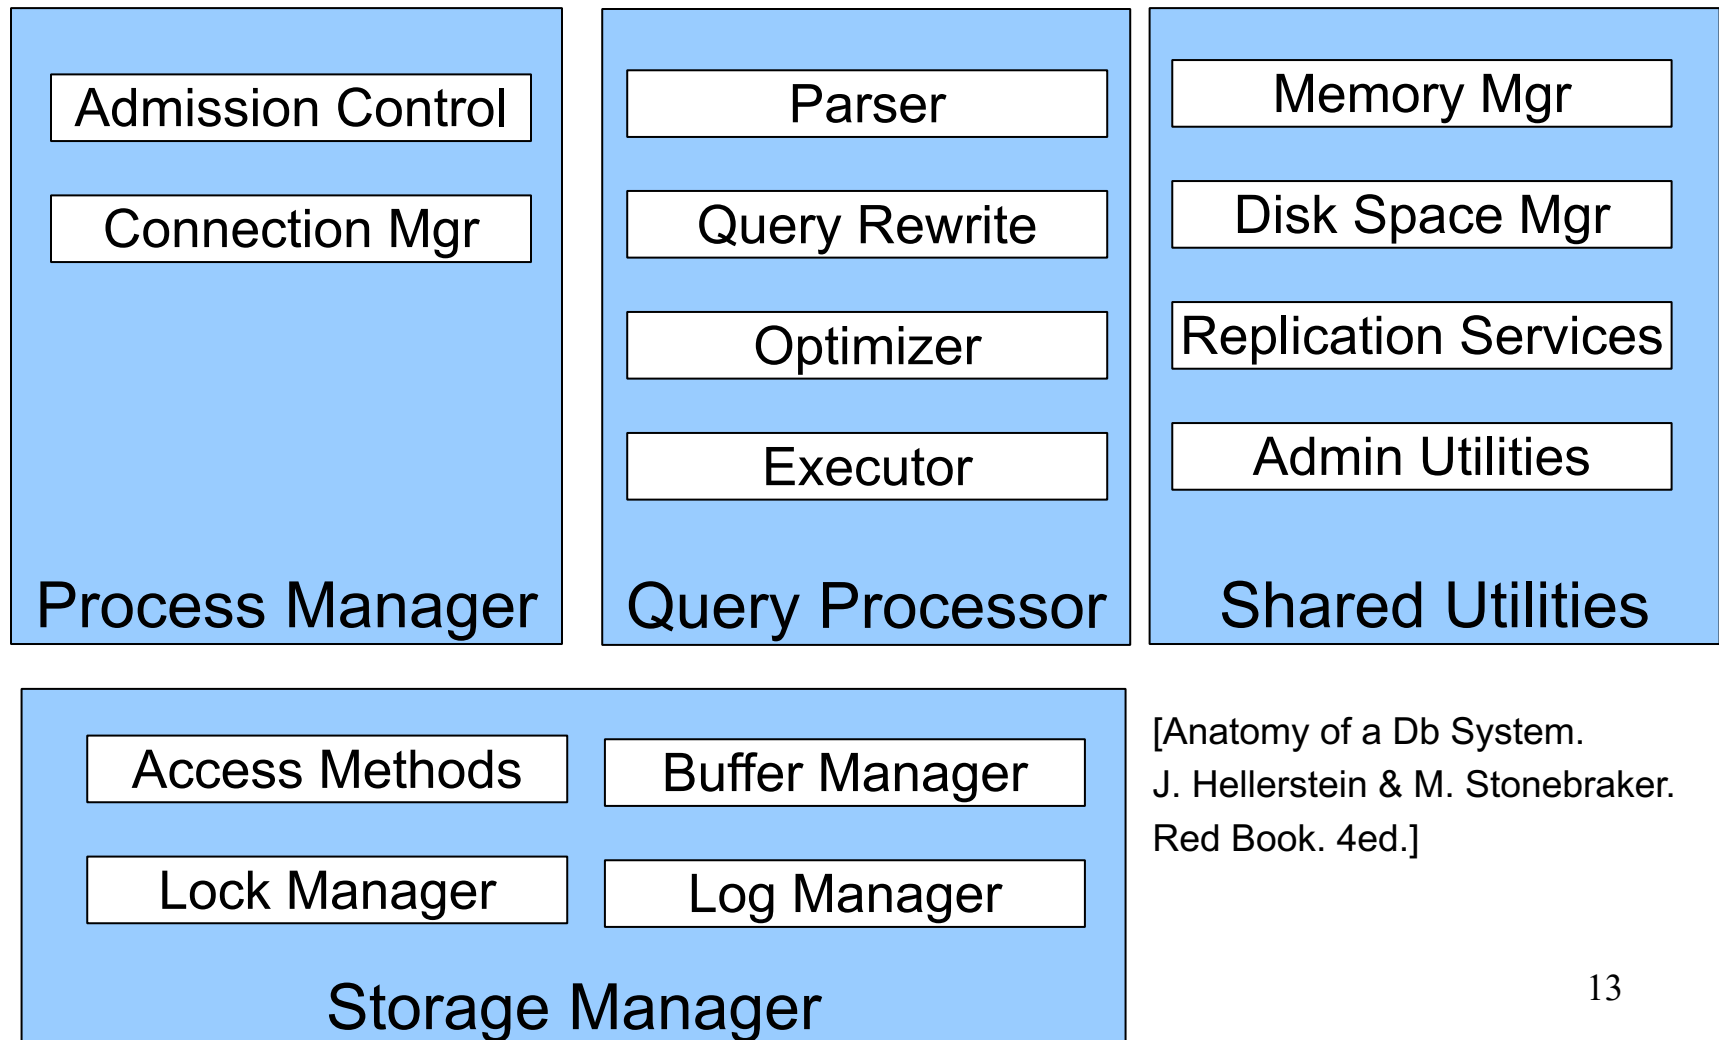 Admission Control
Connection Mgr
Process Manager
Parser
Query Rewrite
Optimizer
Executor
Query Processor
Memory Mgr
Disk Space Mgr
Replication Services
Admin Utilities
Shared Utilities
Access Methods
Buffer Manager
Lock Manager
Log Manager
Storage Manager
[Anatomy of a Db System.
J. Hellerstein & M. Stonebraker.
Red Book. 4ed.]
13